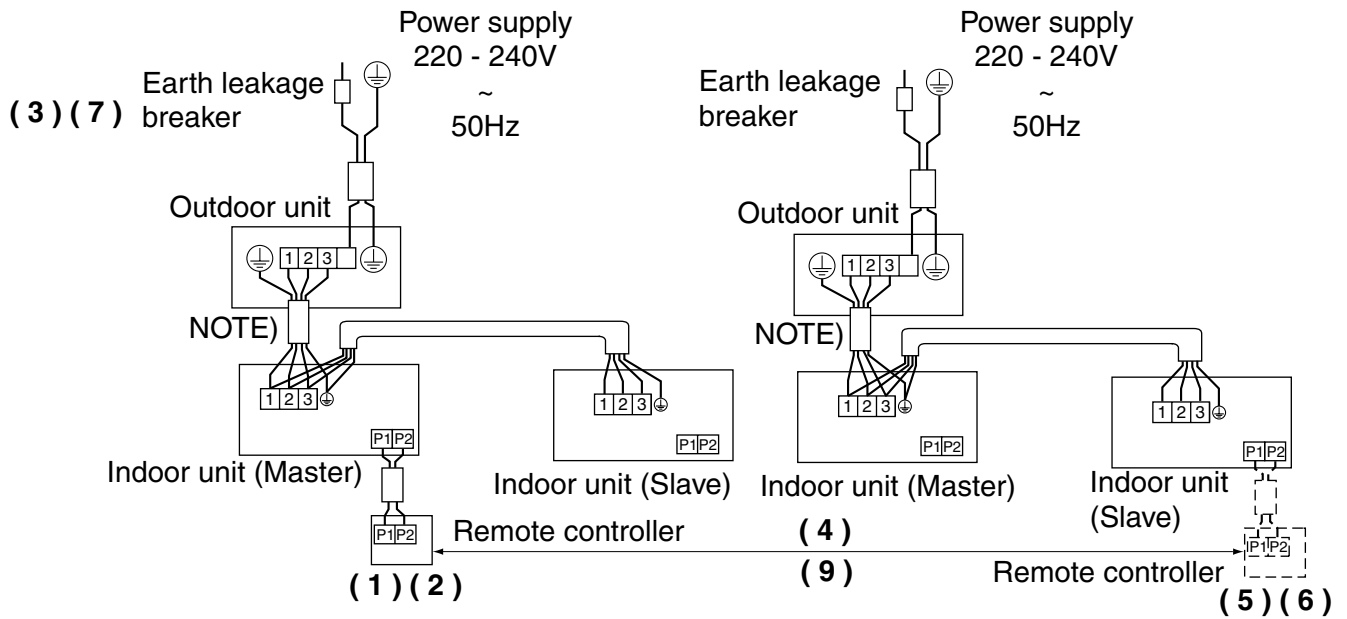 Power supply
220 - 240V
~
50Hz
Earth leakage
breaker
( 3 ) ( 7 )
Outdoor unit
1 2 3
NOTE)
1 2 3
P1 P2
Indoor unit (Master)
P1 P2
( 1 ) ( 2 )
1 2 3
P1 P2
Indoor unit (Slave)
Remote controller
Power supply
220 - 240V
~
50Hz
Earth leakage
breaker
Outdoor unit
1 2 3
NOTE)
1 2 3
P1 P2
Indoor unit (Master)
( 4 )
( 9 )
1 2 3
P1 P2
Indoor unit
(Slave)
P1 P2
Remote controller
( 5 ) ( 6 )